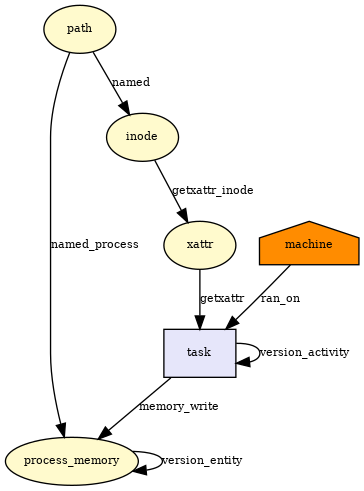 path
named
inode
getxattr_inode
named_process
xattr
machine
getxattr
ran_on
task
version_activity
memory_write
process_memory
version_entity